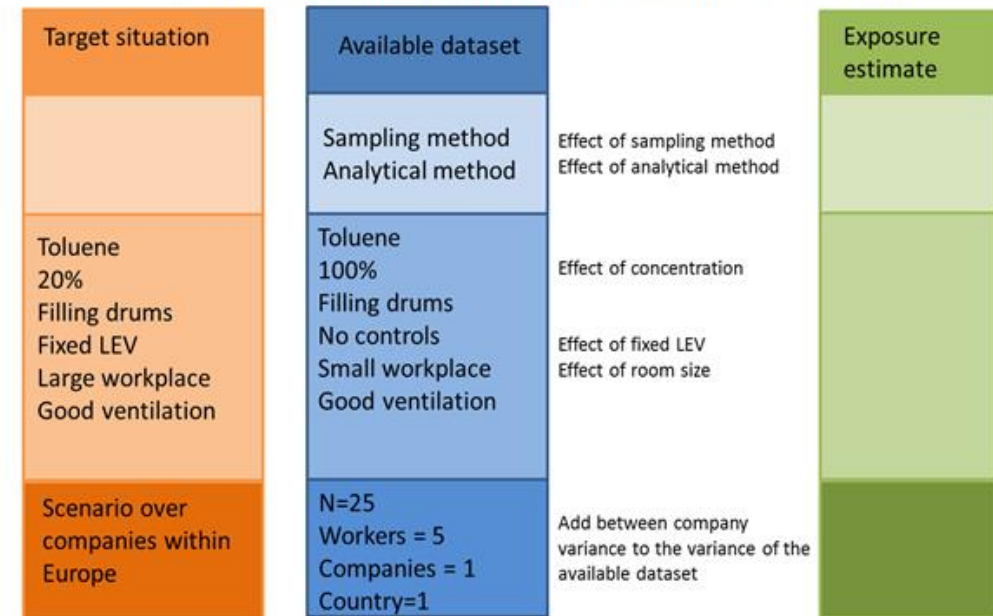 Target situation
Available dataset
Exposure
estimate
Sampling method
Analytical method
Effect of sampling method
Effect of analytical method
Toluene
20%
Filling drums
Fixed LEV
Large workplace
Good ventilation
Toluene
100%
Filling drums
No controls
Small workplace
Good ventilation
Effect of concentration
Effect of fixed LEV
Effect of room size
Scenario over
companies within
Europe
N=25
Workers = 5
Companies = 1
Country=1
Add between company
variance to the variance of the
available dataset